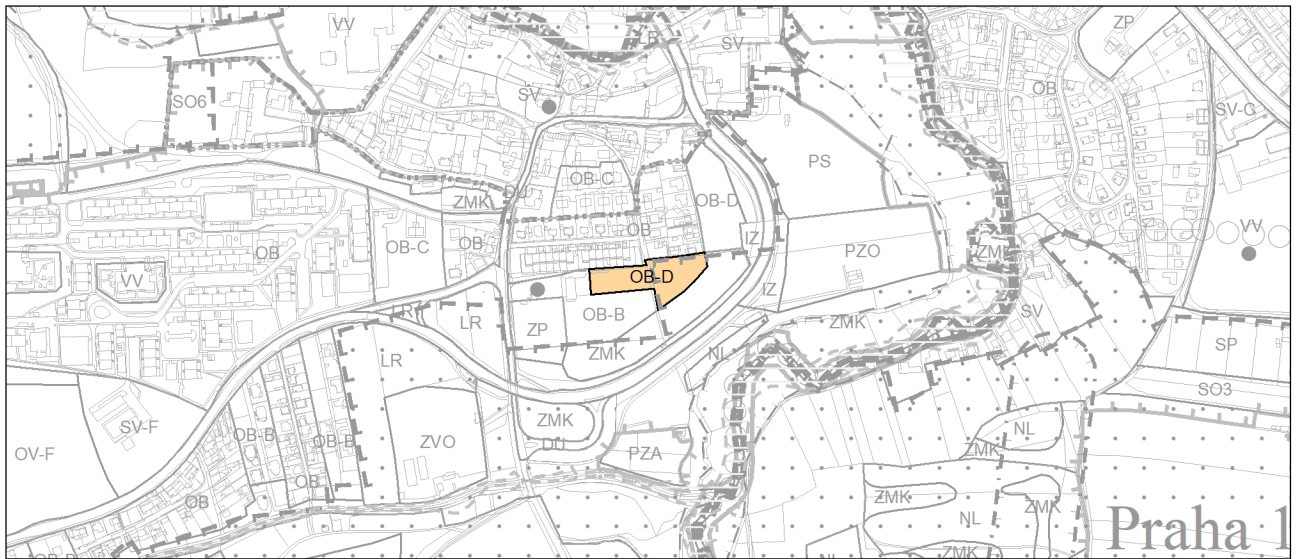 VV
SV
ZP
SO6
SV
OB
SV-C
PS
OB-C
OB-D
ZMK
DU
OB
OB-C
OB
OB
IZ
PZO
ZMK
VV
VV
OB-D
IZ
LR
ZP
OB-B
ZMK
SV
LR
ZMK
NL
SP
SO3
SV-F
OB-B
OB-B
ZVO
ZMK
DU
NL
OV-F
OB
PZA
ZMK
OB
ZMK
NL
ZMK
Praha 1